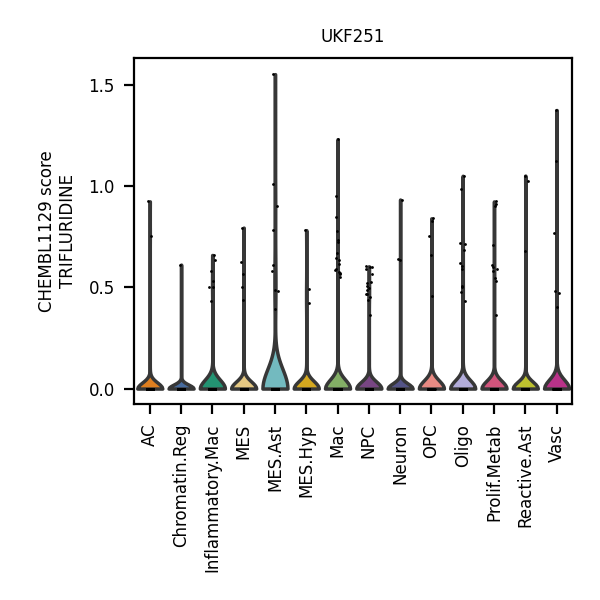 UKF251
CHEMBL1129 score
TRIFLURIDINE
1.5
1.0
0.5
0.0
AC
Chromatin.Reg
Inflammatory.Mac
MES
MES.Ast
MES.Hyp
Mac
NPC
Neuron
OPC
Oligo
Prolif.Metab
Reactive.Ast
Vasc